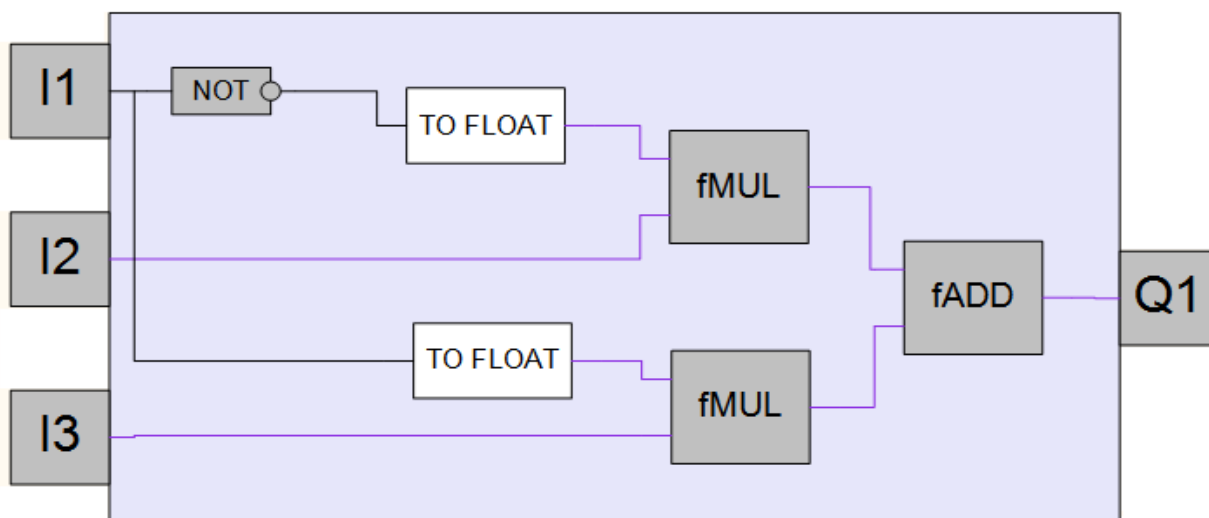 I1
NOT
TO FLOAT
fMUL
I2
fADD
Q1
TO FLOAT
fMUL
I3